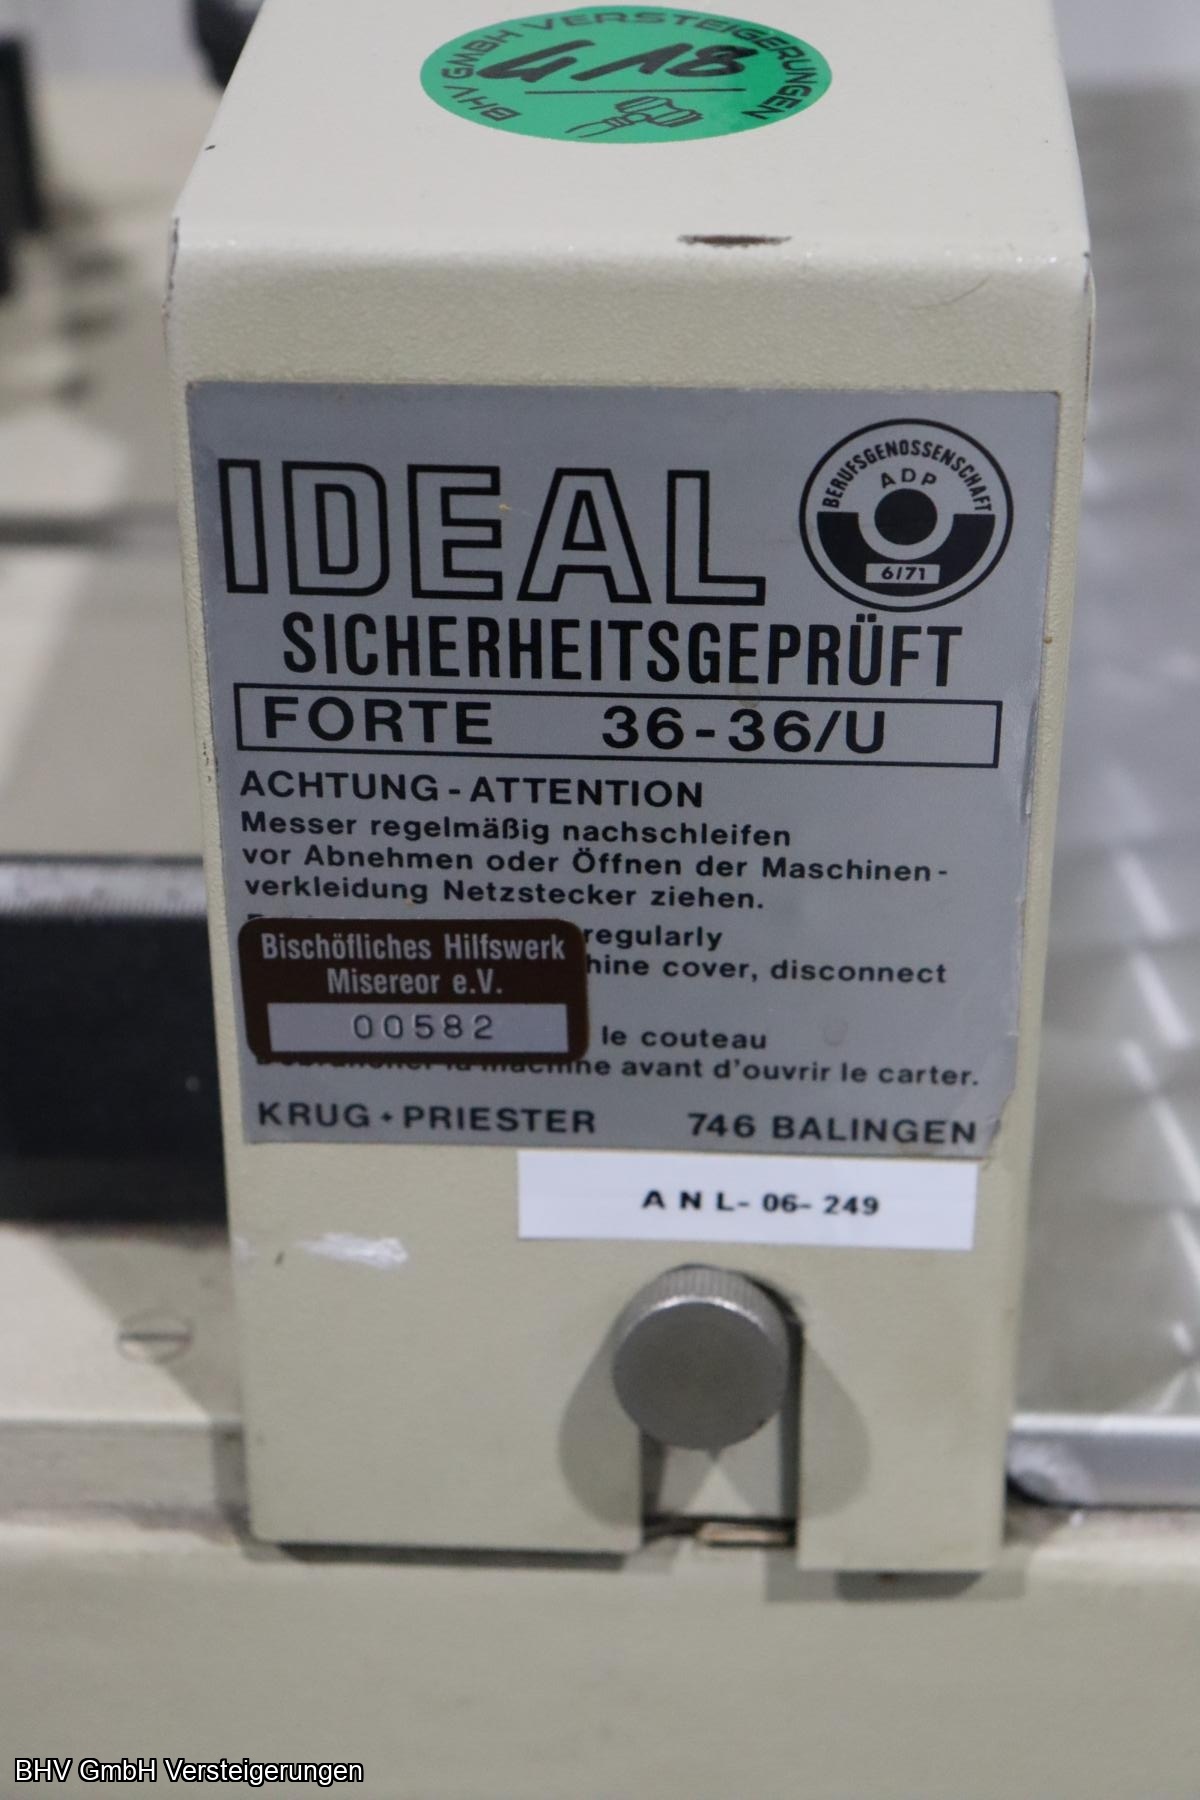 BHV GMBH VERSTEIGERUNGEN
418
BERUFSGENOSSENSCHAFT
ADP
6/71
IDEAL
SICHERHEITSGEPRÜFT
FORTE 36-36/U
ACHTUNG - ATTENTION
Messer regelmäßig nachschleifen
vor Abnehmen oder Öffnen der Maschinen-
verkleidung Netzstecker ziehen.
regularly
hine cover, disconnect
Bischöfliches Hilfswerk
Misereor e.V.
00582
le couteau
machine avant d'ouvrir le carter.
KRUG + PRIESTER 746 BALINGEN
A N L - 06 - 249
BHV GmbH Versteigerungen